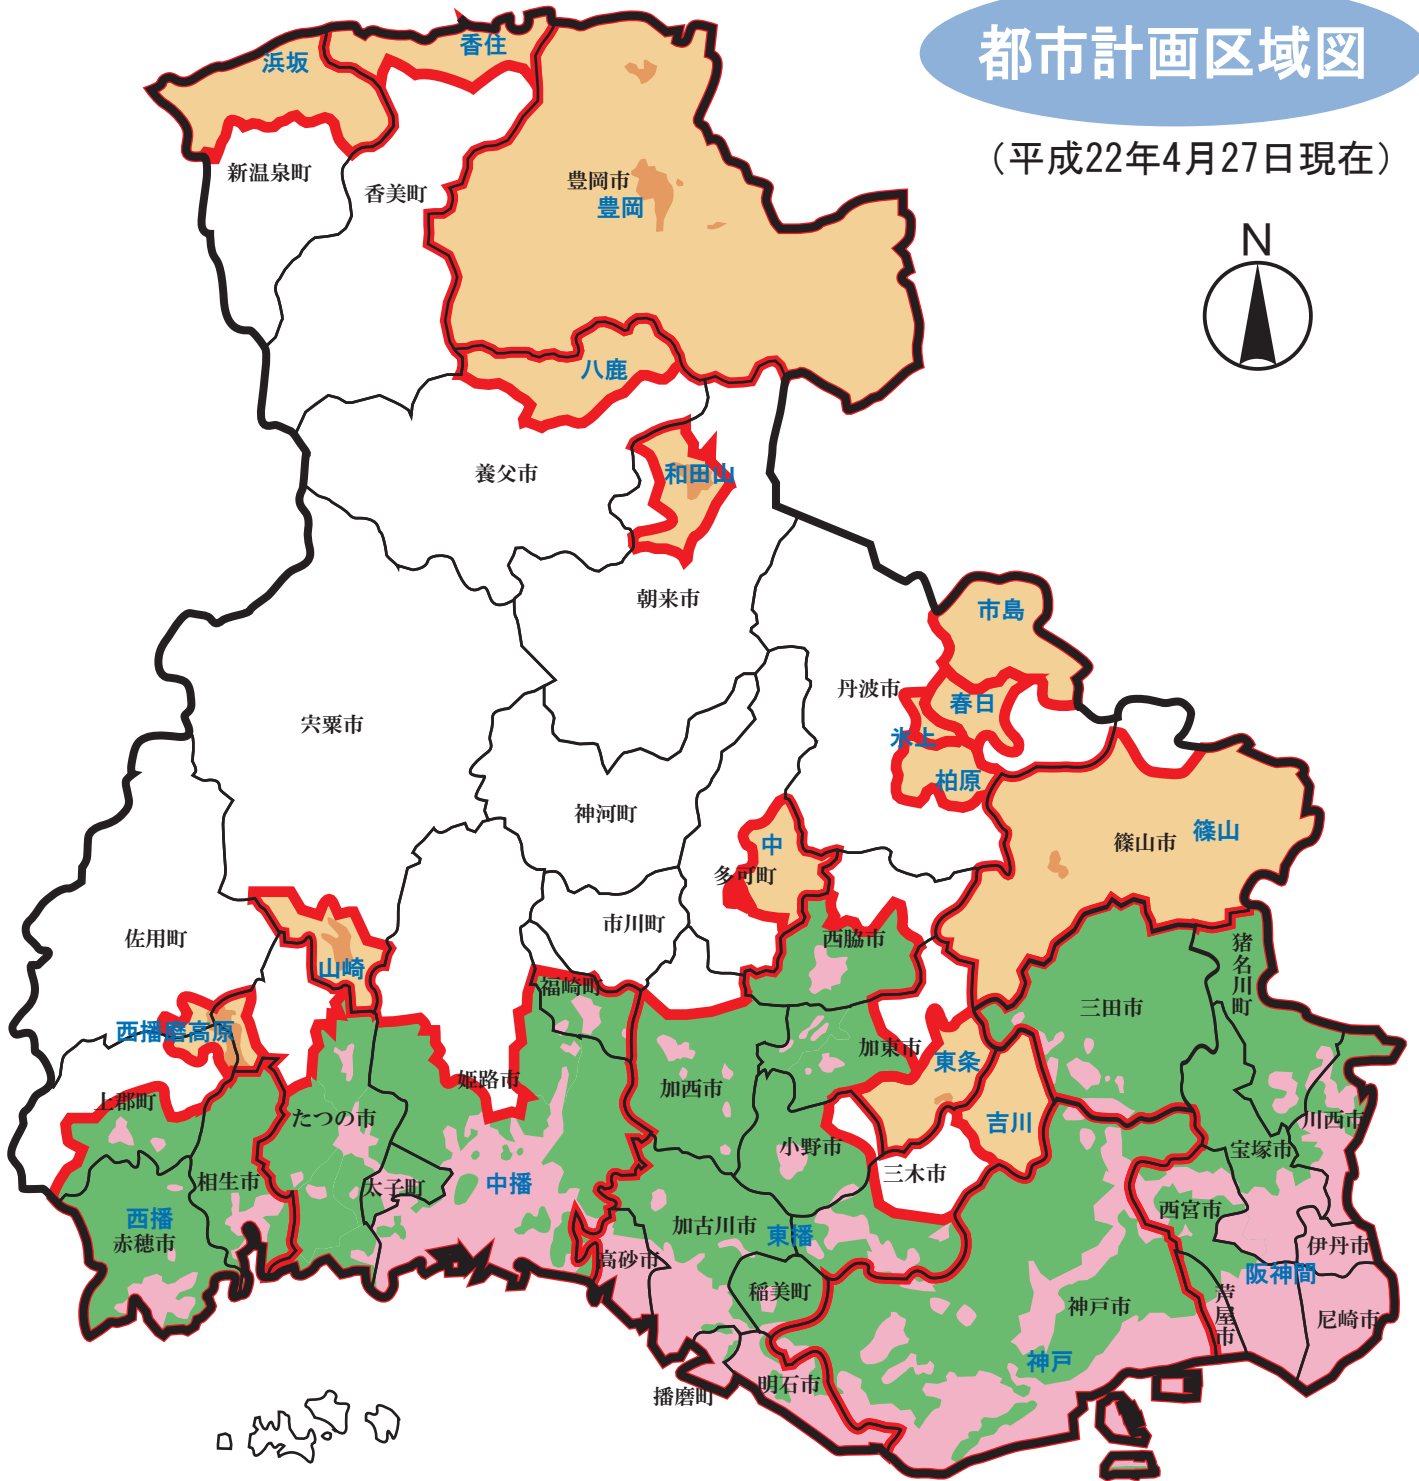 都市計画区域図
（平成22年4月27日現在）
N
香住
浜坂
新温泉町
香美町
豊岡市
豊岡
八鹿
養父市
和田山
朝来市
市島
丹波市
春日
氷上
柏原
宍粟市
神河町
中
多可町
篠山市
篠山
市川町
佐用町
山崎
西脇市
猪名川町
福崎町
三田市
西播磨高原
加東市
東条
姫路市
加西市
上郡町
たつの市
吉川
川西市
小野市
宝塚市
三木市
相生市
太子町
中播
西宮市
西播
赤穂市
加古川市
東播
伊丹市
高砂市
阪神間
稲美町
神戸市
芦屋市
尼崎市
神戸
明石市
播磨町